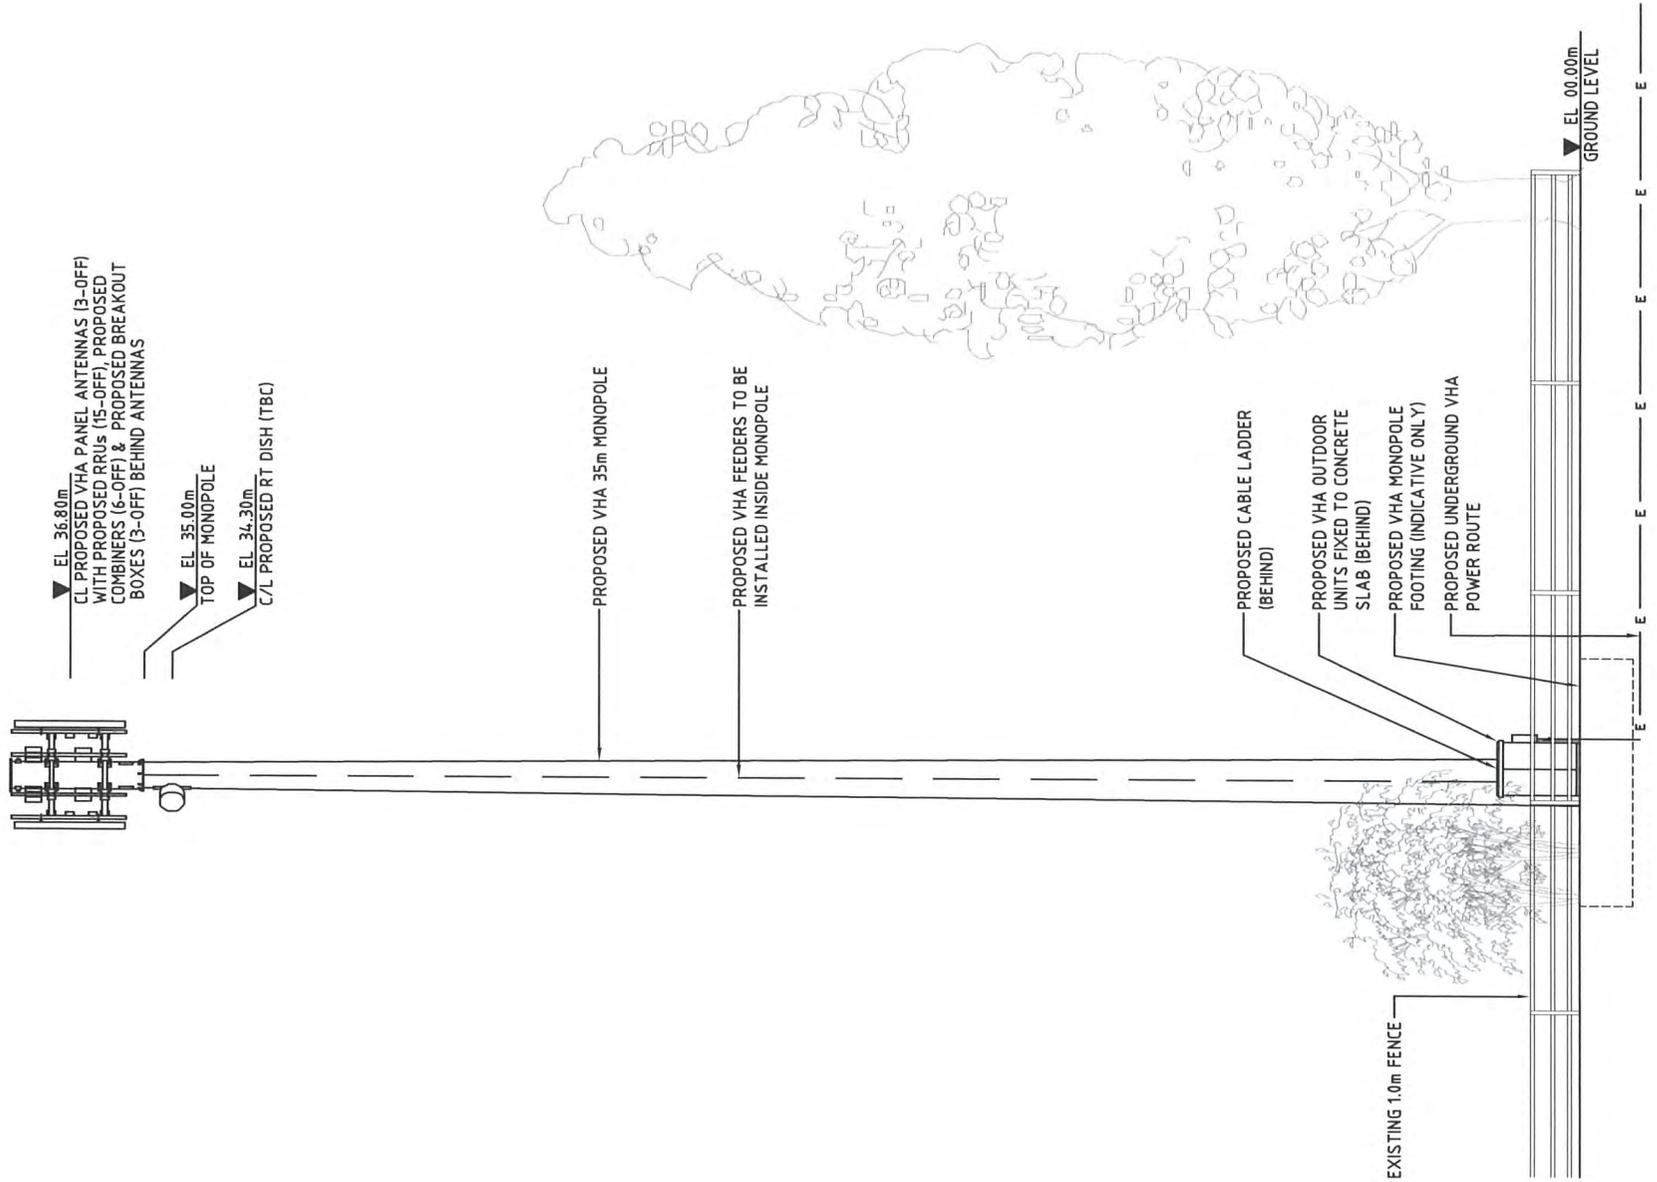 EL 36.80m
CL PROPOSED VHA PANEL ANTENNAS (3-OFF)
WITH PROPOSED RRUs (15-OFF), PROPOSED
COMBINERS (6-OFF) & PROPOSED BREAKOUT
BOXES (3-OFF) BEHIND ANTENNAS
EL 35.00m
TOP OF MONOPOLE
EL 34.30m
C/L PROPOSED RT DISH (TBC)
PROPOSED VHA 35m MONOPOLE
PROPOSED VHA FEEDERS TO BE
INSTALLED INSIDE MONOPOLE
PROPOSED CABLE LADDER
(BEHIND)
PROPOSED VHA OUTDOOR
UNITS FIXED TO CONCRETE
SLAB (BEHIND)
PROPOSED VHA MONOPOLE
FOOTING (INDICATIVE ONLY)
PROPOSED UNDERGROUND VHA
POWER ROUTE
EXISTING 1.0m FENCE
EL 00.00m
GROUND LEVEL
E
E
E
E
E
E
E